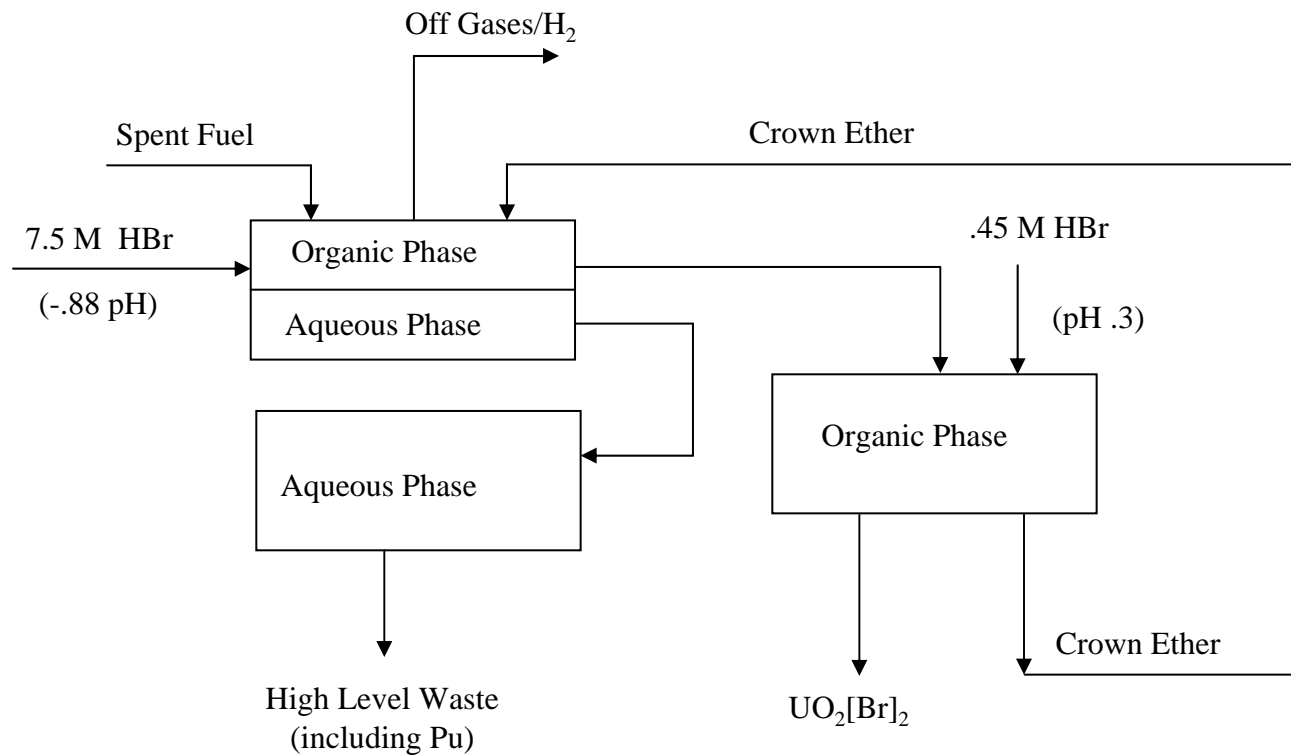 Off Gases/H₂
Spent Fuel
Crown Ether
7.5 M HBr
(-.88 pH)
Organic Phase
Aqueous Phase
.45 M HBr
(pH .3)
Aqueous Phase
Organic Phase
High Level Waste
(including Pu)
UO₂[Br]₂
Crown Ether